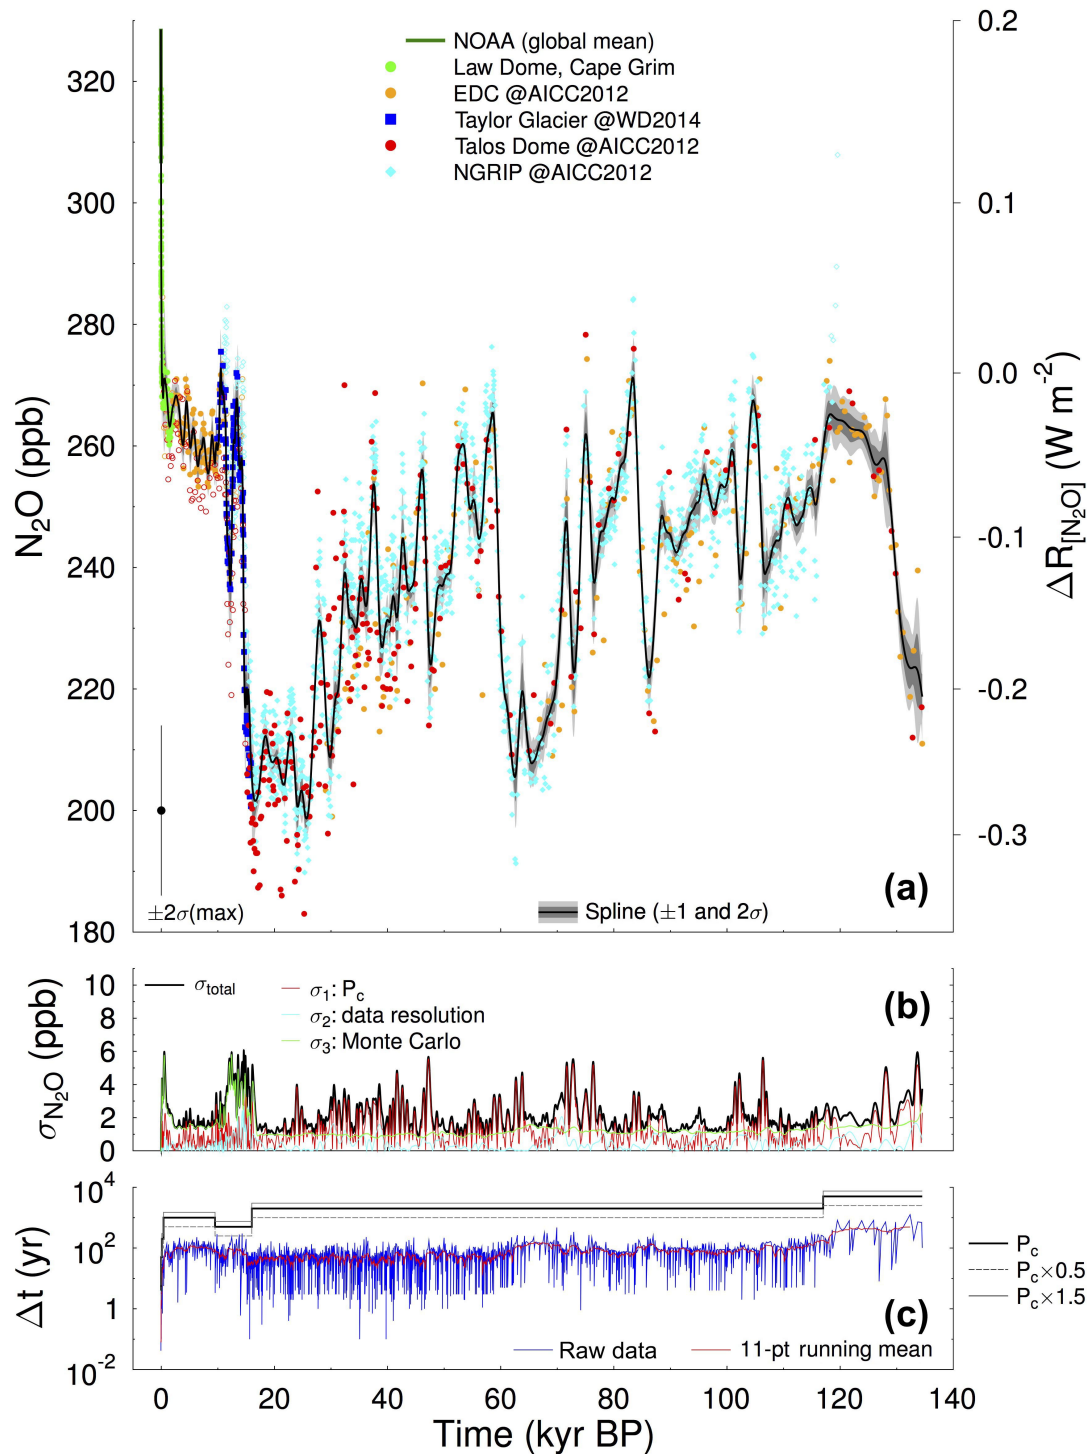 NOAA (global mean)
Law Dome, Cape Grim
EDC @AICC2012
Taylor Glacier @WD2014
Talos Dome @AICC2012
NGRIP @AICC2012
320
300
280
260
240
220
200
180
N₂O (ppb)
0.2
0.1
0.0
-0.1
-0.2
-0.3
ΔR[N₂O] (W m⁻²)
±2σ(max)
Spline (±1 and 2σ)
(a)
σtotal
σ₁: Pc
σ₂: data resolution
σ₃: Monte Carlo
(b)
10
8
6
4
2
0
σN₂O (ppb)
10⁴
10²
1
10⁻²
Δt (yr)
(c)
Pc
Pc×0.5
Pc×1.5
Raw data
11-pt running mean
0 20 40 60 80 100 120 140
Time (kyr BP)